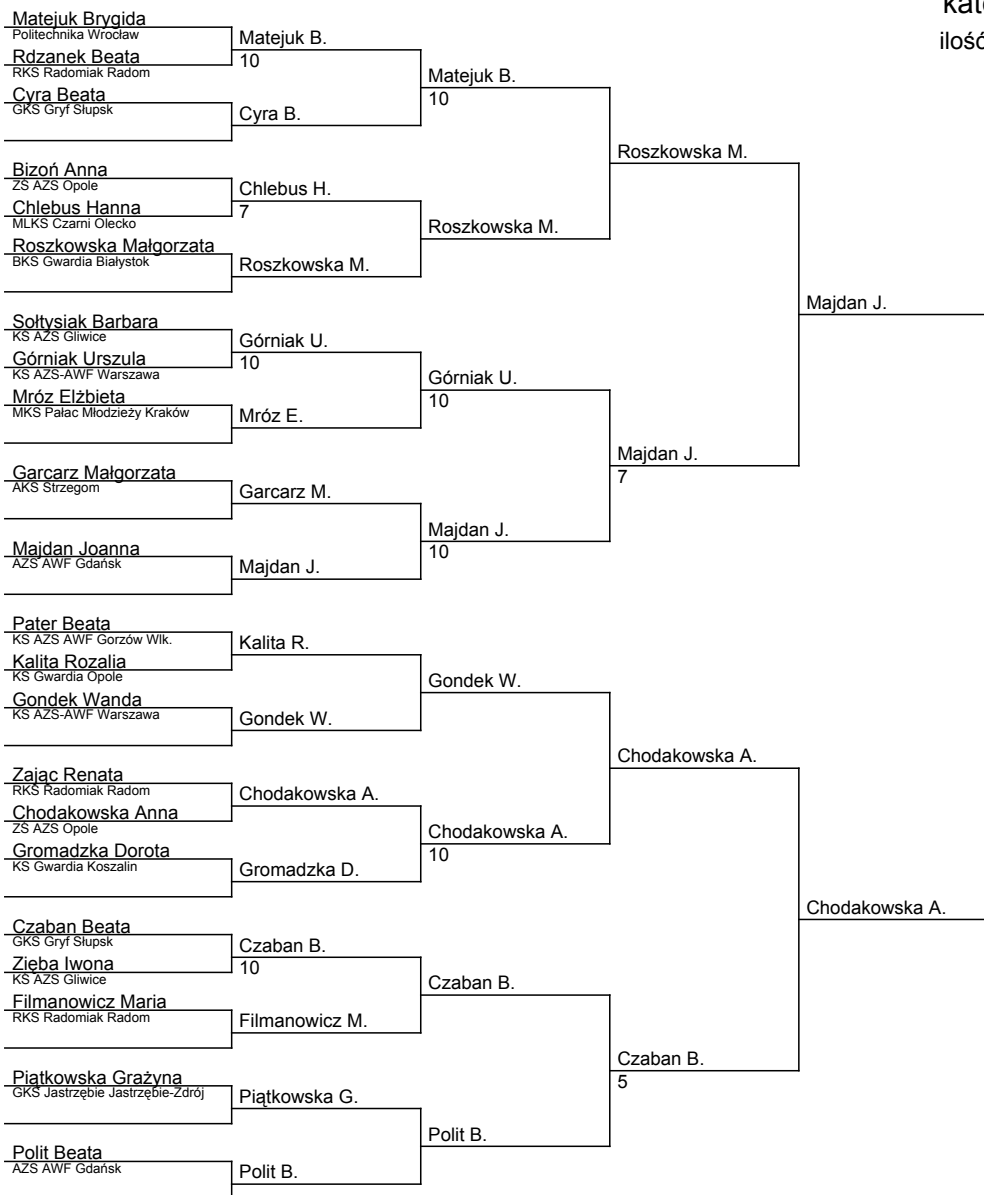 kate
ilość
Matejuk Brygida
Politechnika Wrocław
Rdzanek Beata
RKS Radomiak Radom
Cyra Beata
GKS Gryf Słupsk
Bizoń Anna
ZŚ AZS Opole
Chlebus Hanna
MLKS Czarni Olecko
Roszkowska Małgorzata
BKS Gwardia Białystok
Sołtysiak Barbara
KŚ AZS Gliwice
Górniak Urszula
KS AZS-AWF Warszawa
Mróz Elżbieta
MKS Pałac Młodzieży Kraków
Garcarz Małgorzata
AKS Strzegom
Majdan Joanna
AZS AWF Gdańsk
Pater Beata
KS AZS AWF Gorzów Wlk.
Kalita Rozalia
KS Gwardia Opole
Gondek Wanda
KS AZS-AWF Warszawa
Zając Renata
RKS Radomiak Radom
Chodakowska Anna
ZŚ AZS Opole
Gromadzka Dorota
KS Gwardia Koszalin
Czaban Beata
GKS Gryf Słupsk
Zięba Iwona
KŚ AZS Gliwice
Filmanowicz Maria
RKS Radomiak Radom
Piątkowska Grażyna
GKS Jastrzębie Jastrzębie-Zdrój
Polit Beata
AZS AWF Gdańsk
Matejuk B.
10
Cyra B.
Chlebus H.
7
Roszkowska M.
Górniak U.
10
Mróz E.
Garcarz M.
Majdan J.
Kalita R.
Gondek W.
Chodakowska A.
Gromadzka D.
Czaban B.
10
Filmanowicz M.
Piątkowska G.
Polit B.
Matejuk B.
10
Roszkowska M.
Górniak U.
10
Majdan J.
10
Gondek W.
Chodakowska A.
10
Czaban B.
Polit B.
Roszkowska M.
Majdan J.
7
Chodakowska A.
Czaban B.
5
Majdan J.
Chodakowska A.